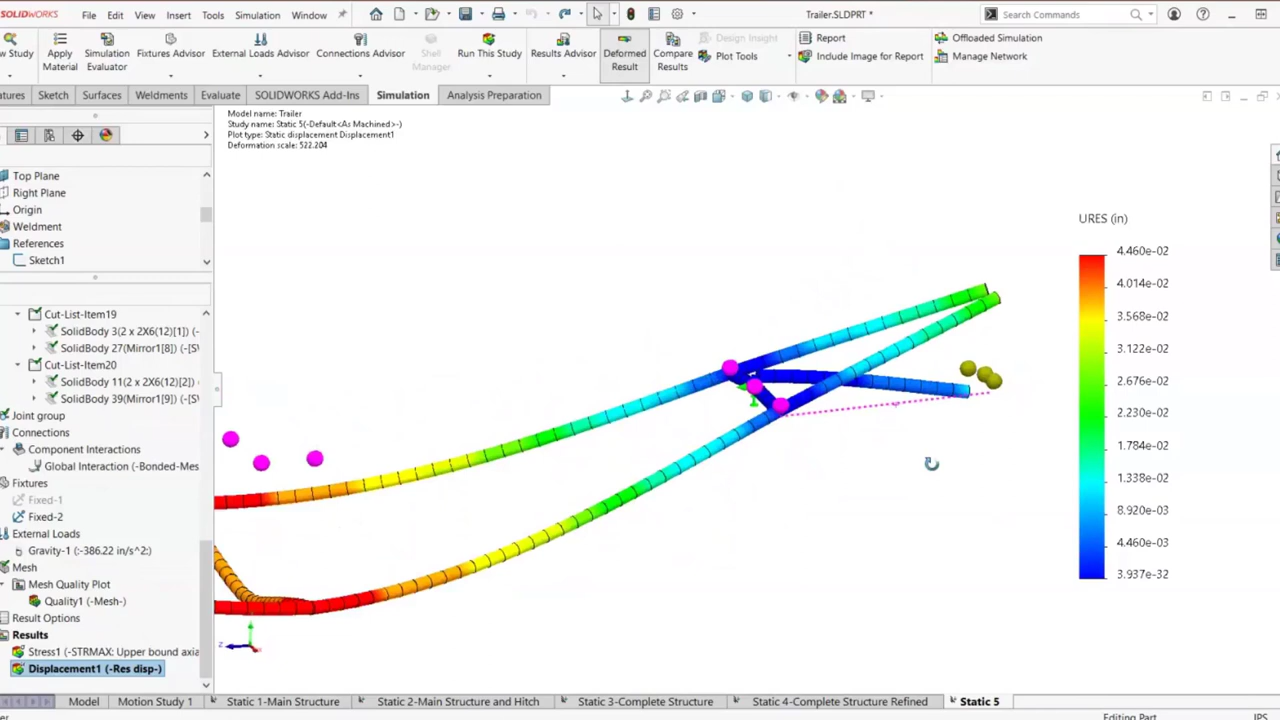 SOLIDWORKS File Edit View Insert Tools Simulation Window Trailer.SLDPRT * Search Commands
w Study Apply Material Simulation Evaluator Fixtures Advisor External Loads Advisor Connections Advisor Shell Manager Run This Study Results Advisor Deformed Result Compare Results Design Insight Plot Tools Report Include Image for Report Offloaded Simulation Manage Network
atures Sketch Surfaces Weldments Evaluate SOLIDWORKS Add-Ins Simulation Analysis Preparation
Model name: Trailer
Study name: Static 5(-Default<As Machined>-)
Plot type: Static displacement Displacement1
Deformation scale: 522.204
Top Plane
Right Plane
Origin
Weldment
References
Sketch1
Cut-List-Item19
SolidBody 3(2 x 2X6(12)[1]) (-
SolidBody 27(Mirror1[8]) (-[SW
Cut-List-Item20
SolidBody 11(2 x 2X6(12)[2]) (-
SolidBody 39(Mirror1[9]) (-[SW
Joint group
Connections
Component Interactions
Global Interaction (-Bonded-Mes
Fixtures
Fixed-1
Fixed-2
External Loads
Gravity-1 (:-386.22 in/s^2:)
Mesh
Mesh Quality Plot
Quality1 (-Mesh-)
Result Options
Results
Stress1 (-STRMAX: Upper bound axia
Displacement1 (-Res disp-)
URES (in)
4.460e-02
4.014e-02
3.568e-02
3.122e-02
2.676e-02
2.230e-02
1.784e-02
1.338e-02
8.920e-03
4.460e-03
3.937e-32
z
Model Motion Study 1 Static 1-Main Structure Static 2-Main Structure and Hitch Static 3-Complete Structure Static 4-Complete Structure Refined Static 5
er Editing Part IPS